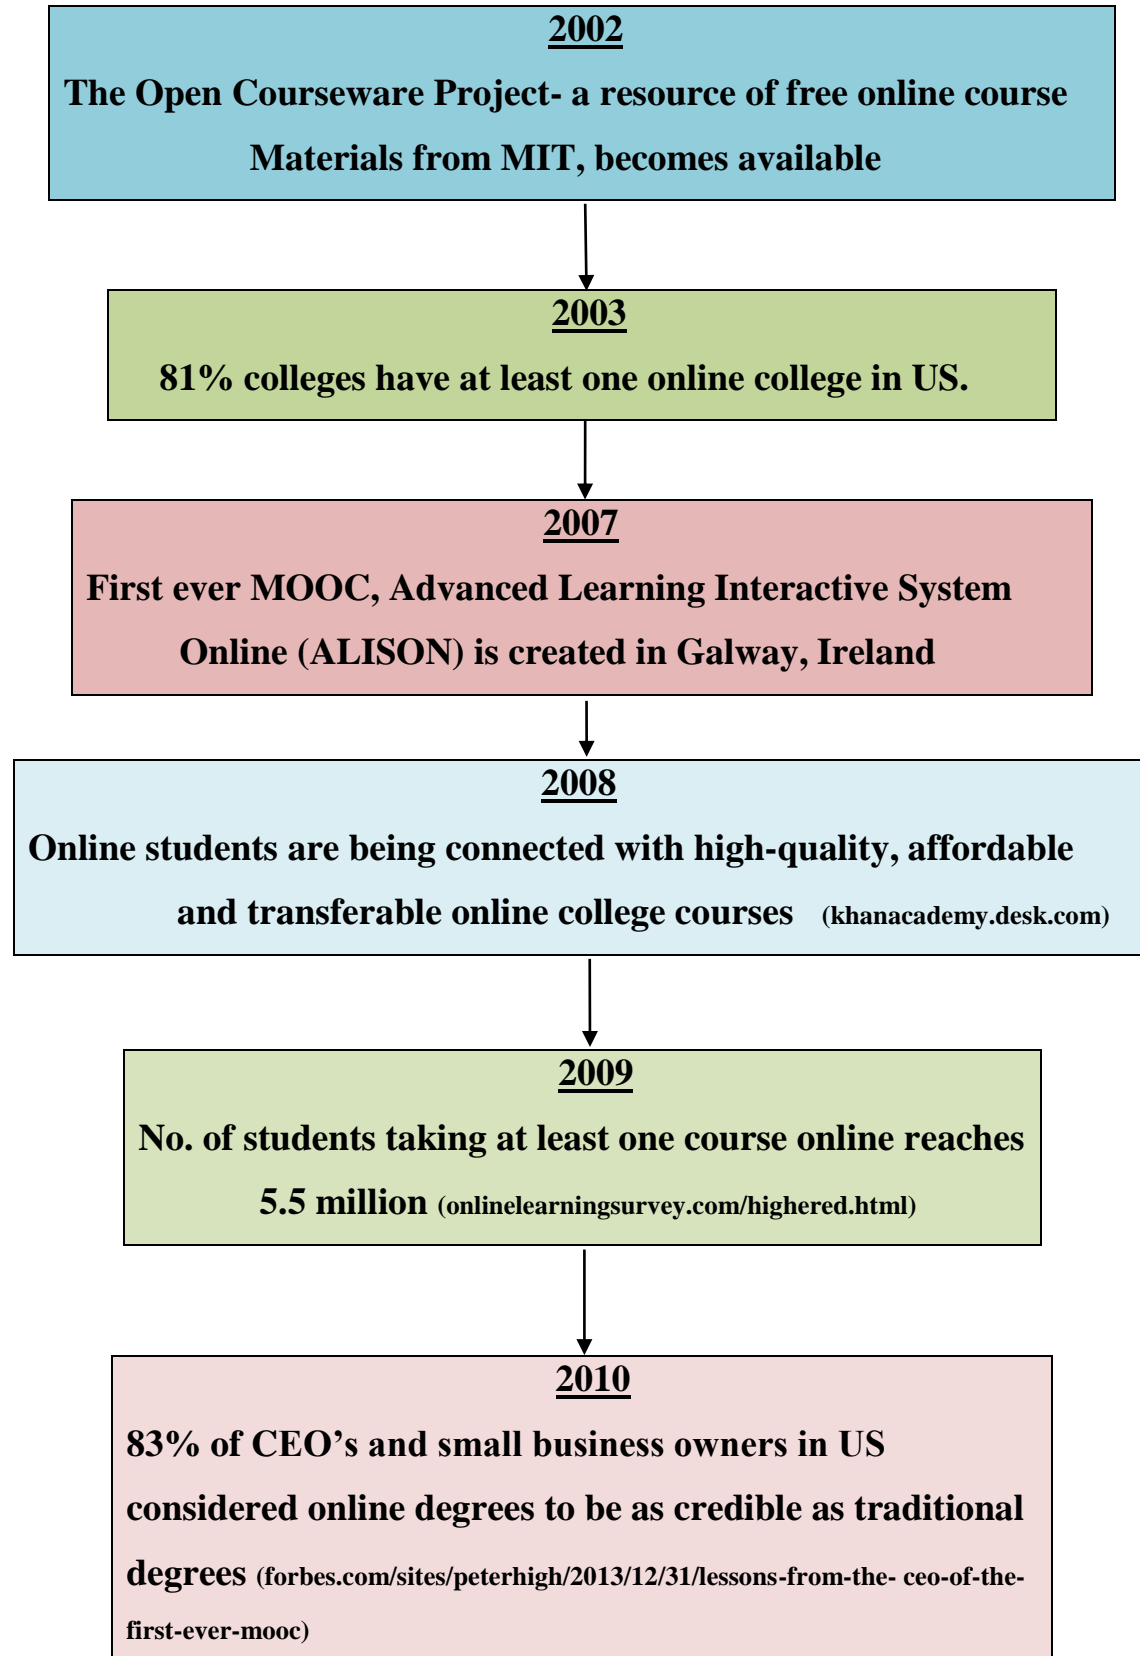 2002
The Open Courseware Project- a resource of free online course
Materials from MIT, becomes available
2003
81% colleges have at least one online college in US.
2007
First ever MOOC, Advanced Learning Interactive System
Online (ALISON) is created in Galway, Ireland
2008
Online students are being connected with high-quality, affordable
and transferable online college courses (khanacademy.desk.com)
2009
No. of students taking at least one course online reaches
5.5 million (onlinelearningsurvey.com/highered.html)
2010
83% of CEO’s and small business owners in US
considered online degrees to be as credible as traditional
degrees (forbes.com/sites/peterhigh/2013/12/31/lessons-from-the- ceo-of-the-
first-ever-mooc)